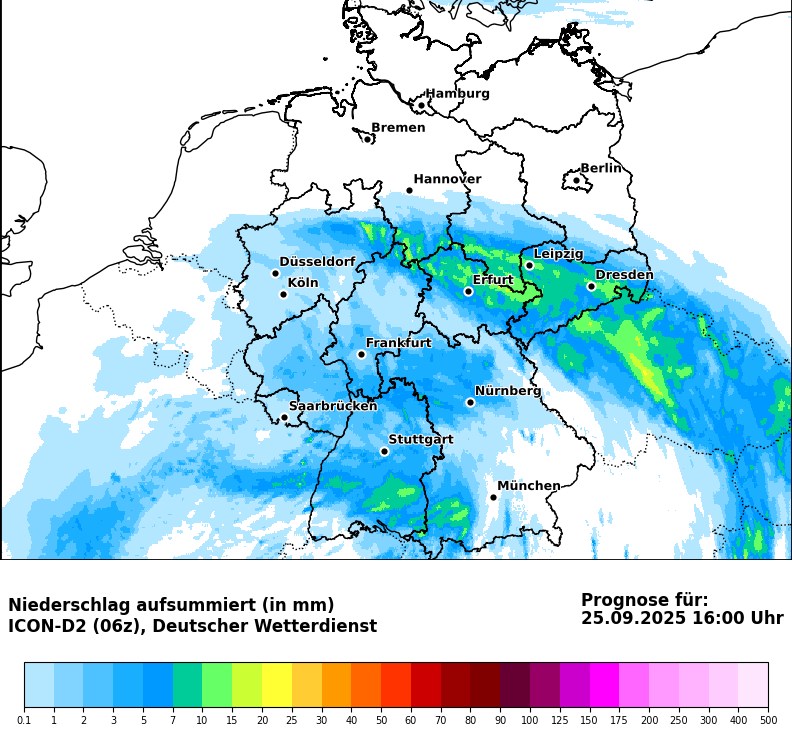 Hamburg
Bremen
Berlin
Hannover
Leipzig
Düsseldorf
Dresden
Köln
Erfurt
Frankfurt
Nürnberg
Saarbrücken
Stuttgart
München
Niederschlag aufsummiert (in mm)
ICON-D2 (06z), Deutscher Wetterdienst
Prognose für:
25.09.2025 16:00 Uhr
0.1 1 2 3 5 7 10 15 20 25 30 40 50 60 70 80 90 100 125 150 175 200 250 300 400 500